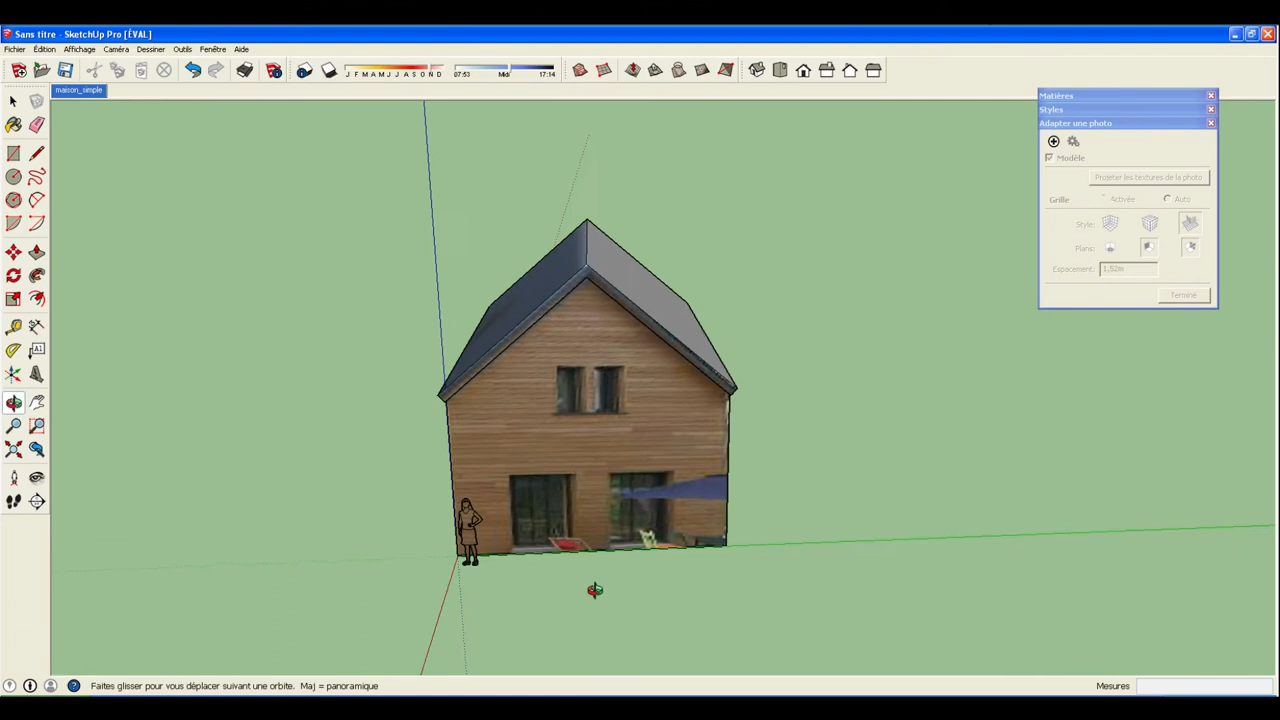 Sans titre - SketchUp Pro [ÉVAL]
Fichier Édition Affichage Caméra Dessiner Outils Fenêtre Aide
J F M A M J J A S O N D 07:53 Midi 17:14
maison_simple
Matières
Styles
Adapter une photo
Modèle
Projeter les textures de la photo
Grille Activée Auto
Style:
Plans:
Espacement: 1,52m
Terminé
A1
Faites glisser pour vous déplacer suivant une orbite. Maj = panoramique Mesures